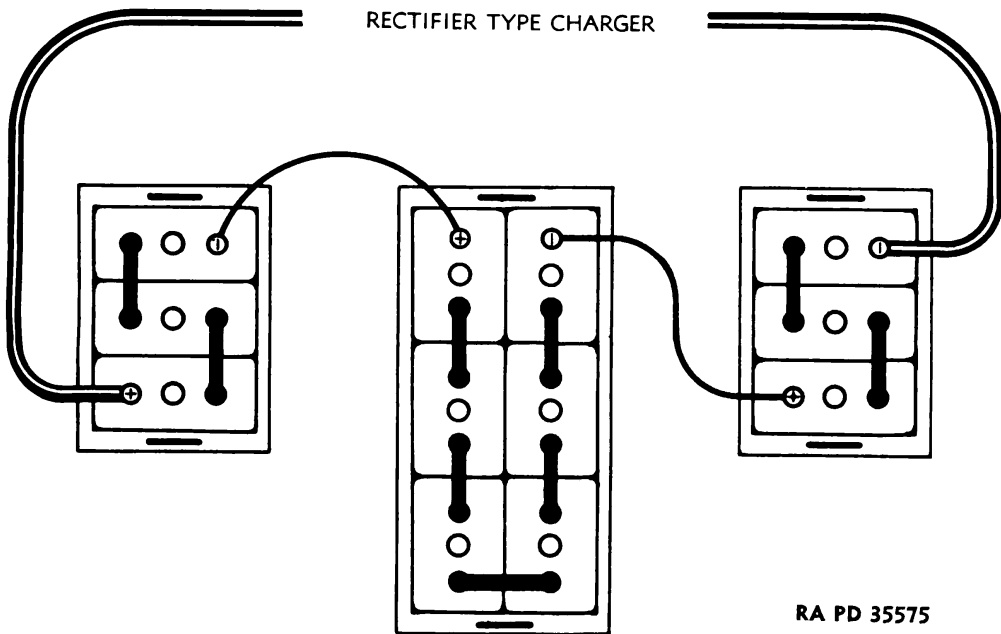 RECTIFIER TYPE CHARGER
+
+
RA PD 35575